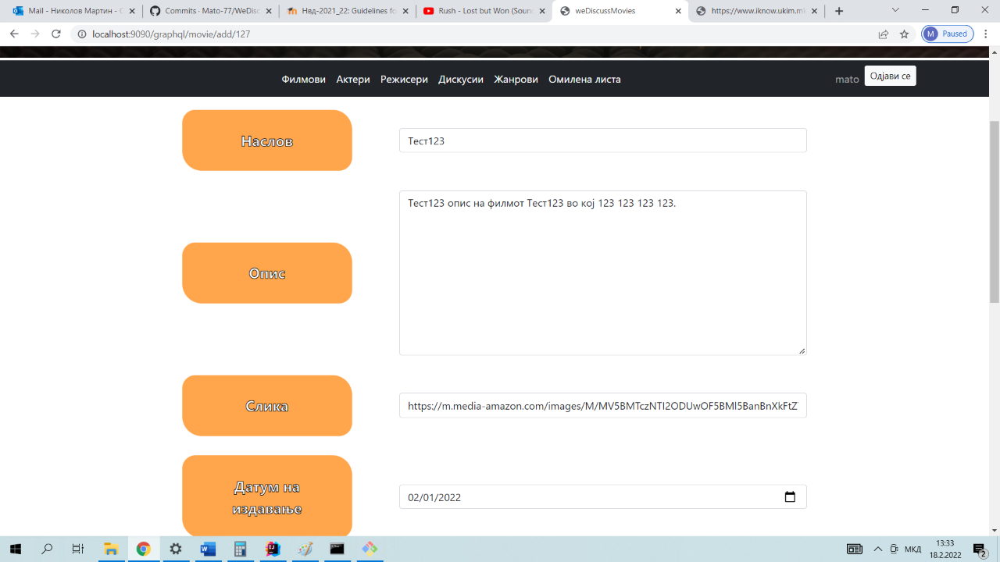 Mail - Николов Мартин - С
Commits · Mato-77/WeDisc
Нвд-2021_22: Guidelines fo
Rush - Lost but Won (Soun
weDiscussMovies
https://www.iknow.ukim.m
localhost:9090/graphql/movie/add/127
M Paused
Филмови Актери Режисери Дискусии Жанрови Омилена листа mato Одјави се
Наслов
Тест123
Опис
Тест123 опис на филмот Тест123 во кој 123 123 123 123.
Слика
https://m.media-amazon.com/images/M/MV5BMTczNTI2ODUwOF5BMl5BanBnXkFtZ
Датум на
издавање
02/01/2022
МКД
13:33
18.2.2022
2